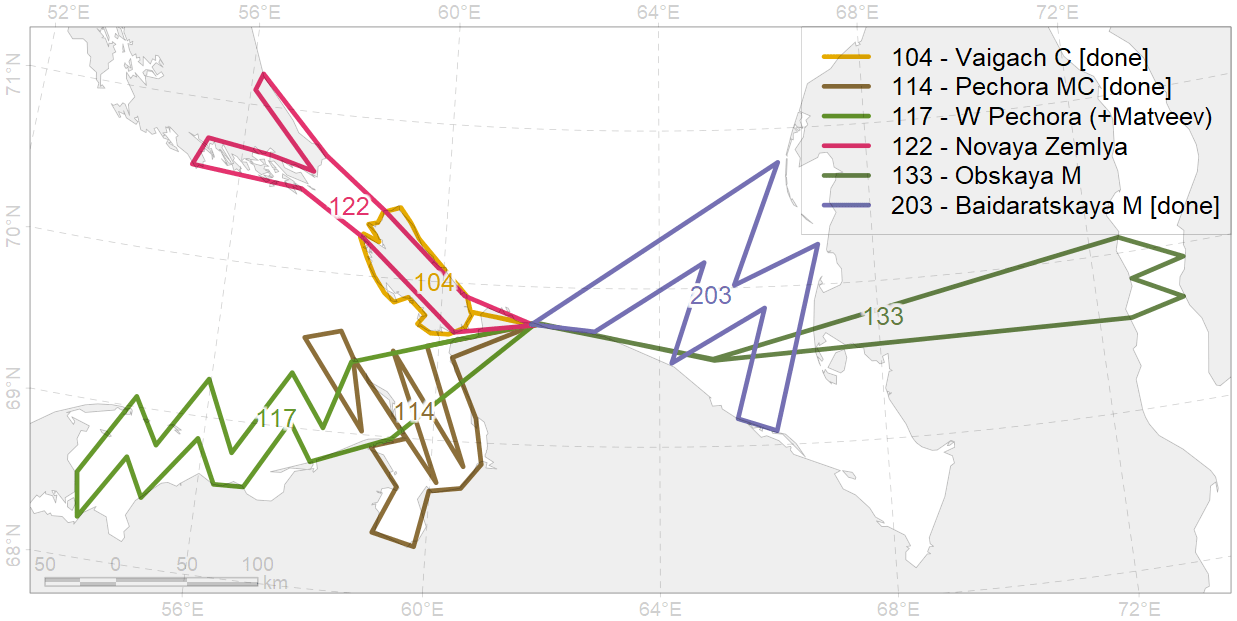 52°E 56°E 60°E 64°E 68°E 72°E
71°N
70°N
69°N
68°N
104 - Vaigach C [done]
114 - Pechora MC [done]
117 - W Pechora (+Matveev)
122 - Novaya Zemlya
133 - Obskaya M
203 - Baidaratskaya M [done]
122
104
203
133
114
117
50 0 50 100
km
56°E 60°E 64°E 68°E 72°E